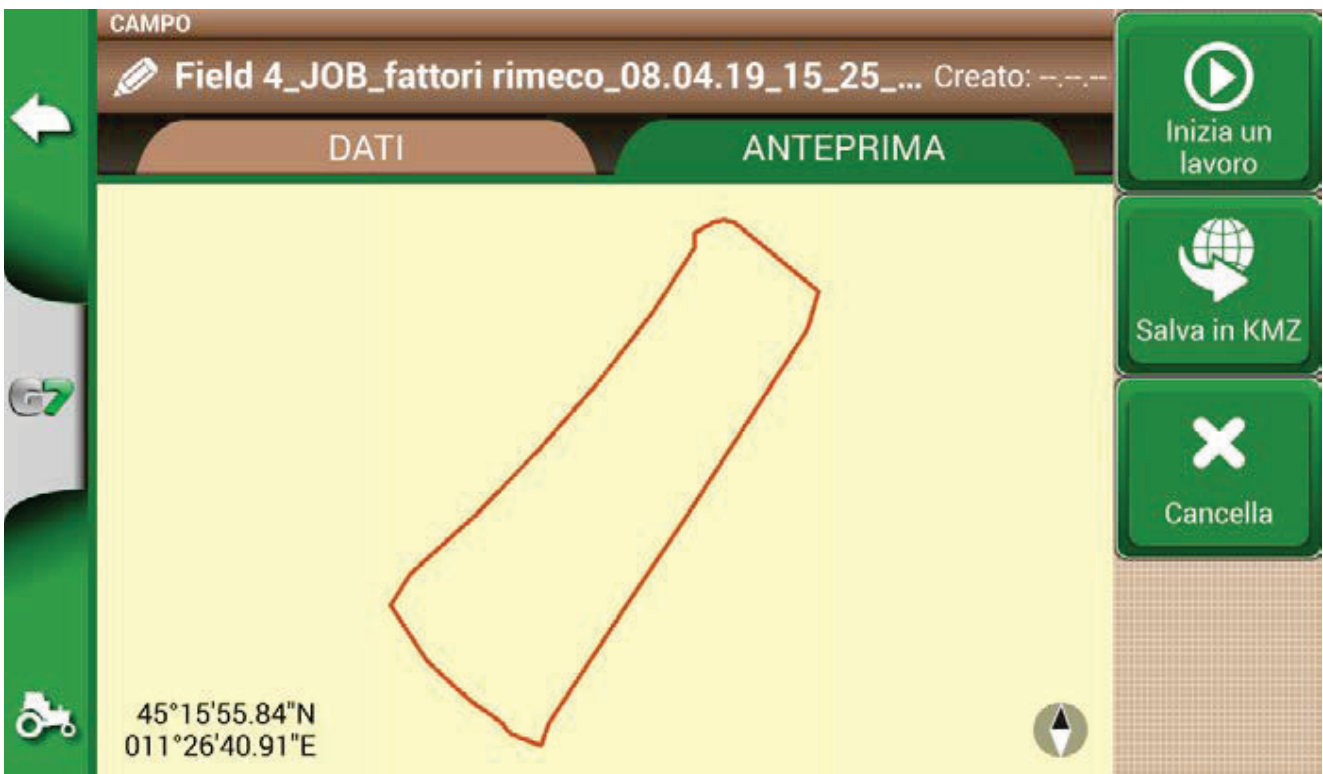 CAMPO
Field 4_JOB_fattori rimeco_08.04.19_15_25_... Creato: --.--.--
DATI
ANTEPRIMA
Inizia un
lavoro
Salva in KMZ
G7
Cancella
45°15'55.84"N
011°26'40.91"E